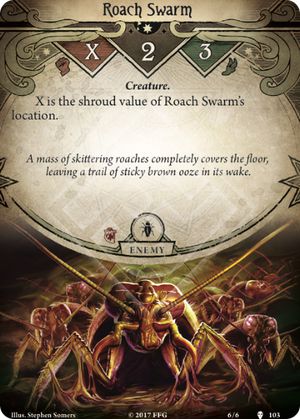 Roach Swarm
X 2 3
Creature.
X is the shroud value of Roach Swarm's
location.
A mass of skittering roaches completely covers the floor,
leaving a trail of sticky brown ooze in its wake.
ENEMY
Illus. Stephen Somers © 2017 FFG 6/6 103